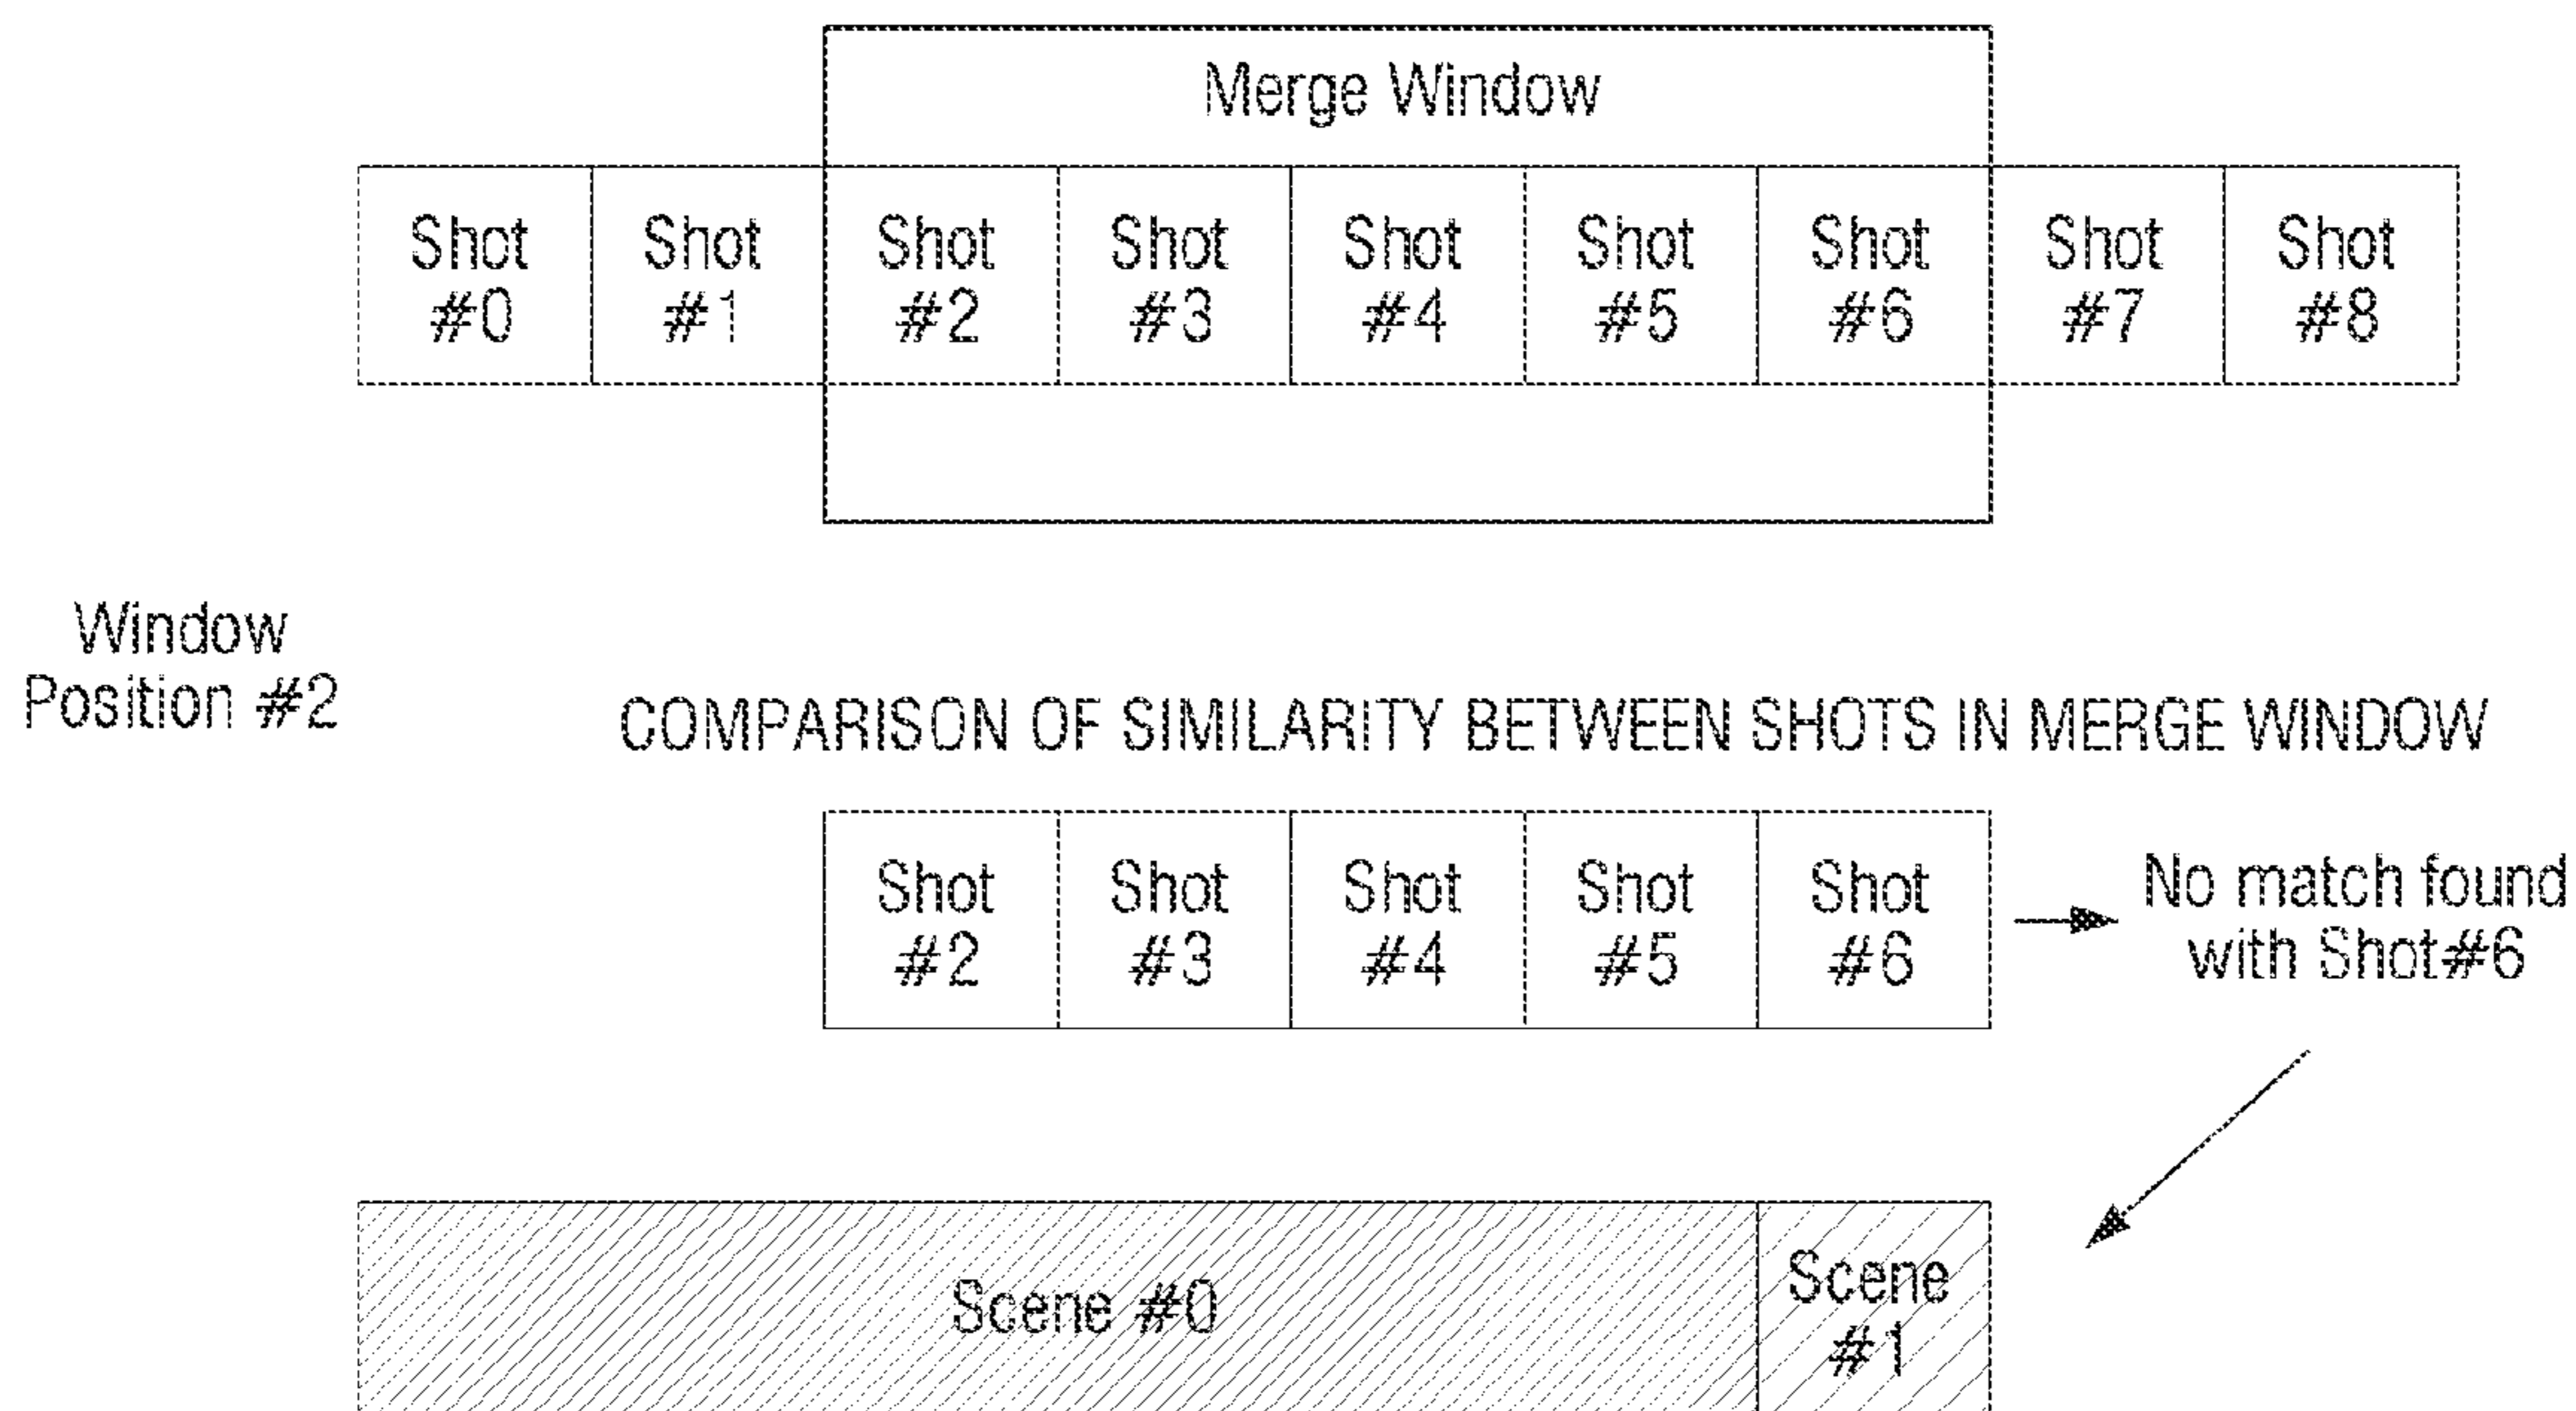 Merge Window
Shot #0
Shot #1
Shot #2
Shot #3
Shot #4
Shot #5
Shot #6
Shot #7
Shot #8
Window
Position #2
COMPARISON OF SIMILARITY BETWEEN SHOTS IN MERGE WINDOW
Shot #2
Shot #3
Shot #4
Shot #5
Shot #6
No match found
with Shot#6
Scene #0
Scene #1